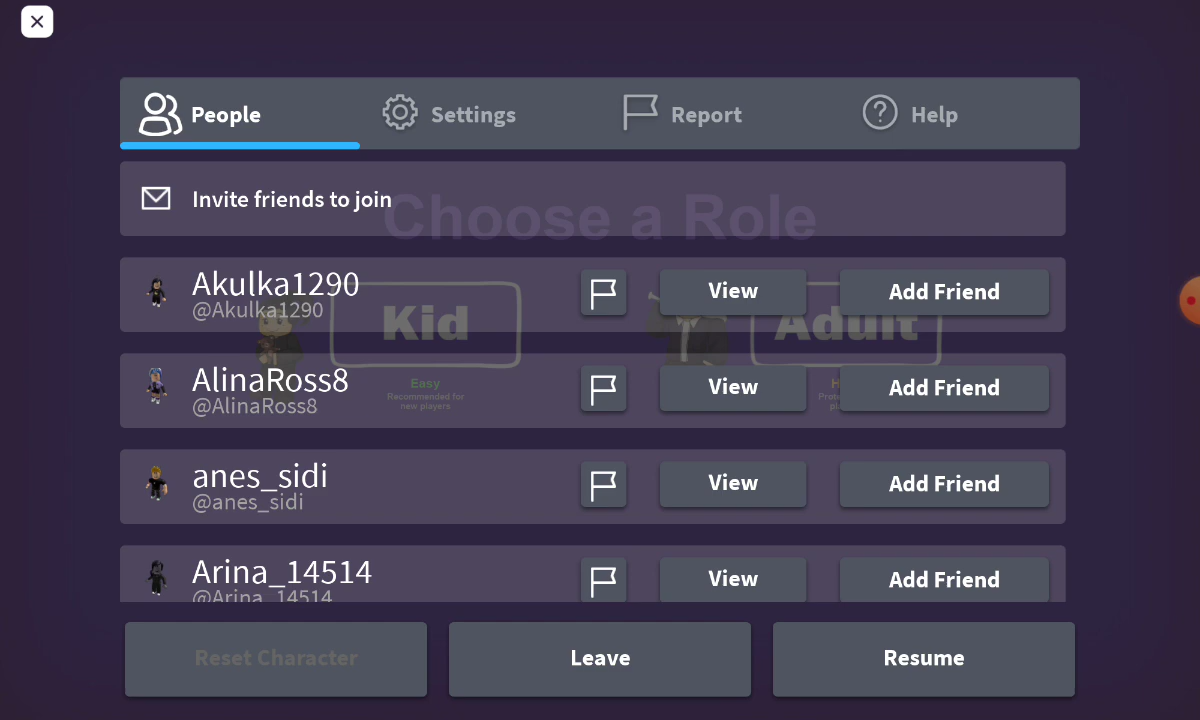 People
Settings
Report
Help
Invite friends to join
Choose a Role
Akulka1290
@Akulka1290
View
Add Friend
Kid
Adult
AlinaRoss8
@AlinaRoss8
View
Add Friend
Easy
Recommended for
new players
anes_sidi
@anes_sidi
View
Add Friend
Arina_14514
@Arina_14514
View
Add Friend
Reset Character
Leave
Resume